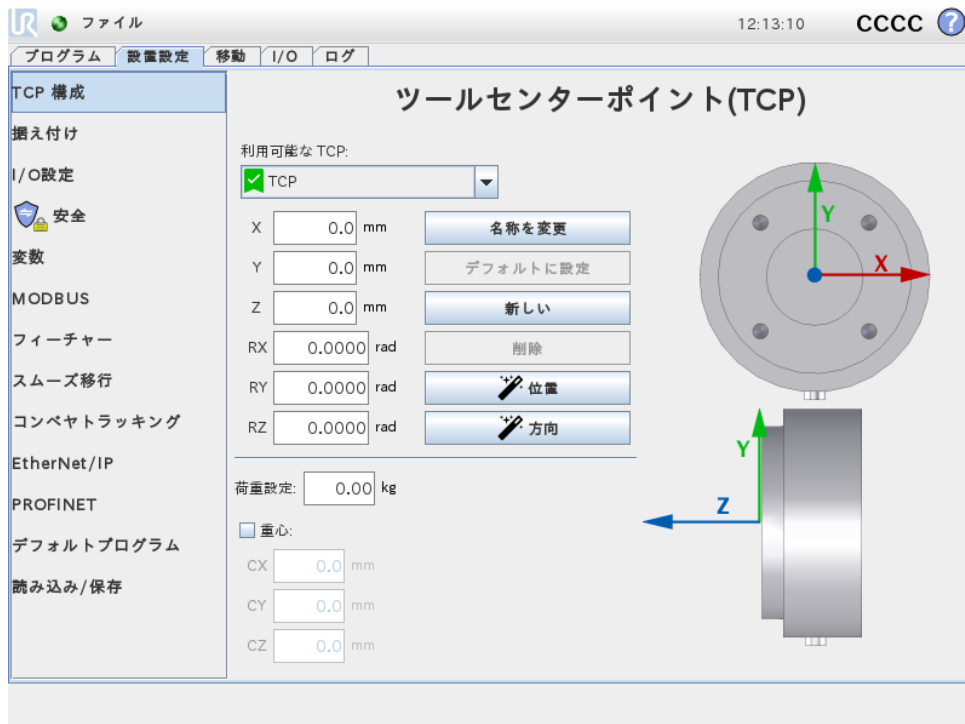 UR ファイル 12:13:10 CCCC ?
プログラム 設置設定 移動 I/O ログ
TCP 構成
据え付け
I/O設定
安全
変数
MODBUS
フィーチャー
スムーズ移行
コンベヤトラッキング
EtherNet/IP
PROFINET
デフォルトプログラム
読み込み/保存
ツールセンターポイント(TCP)
利用可能な TCP:
TCP
X 0.0 mm 名称を変更
Y 0.0 mm デフォルトに設定
Z 0.0 mm 新しい
RX 0.0000 rad 削除
RY 0.0000 rad 位置
RZ 0.0000 rad 方向
荷重設定: 0.00 kg
重心:
CX 0.0 mm
CY 0.0 mm
CZ 0.0 mm
Y
X
Y
Z